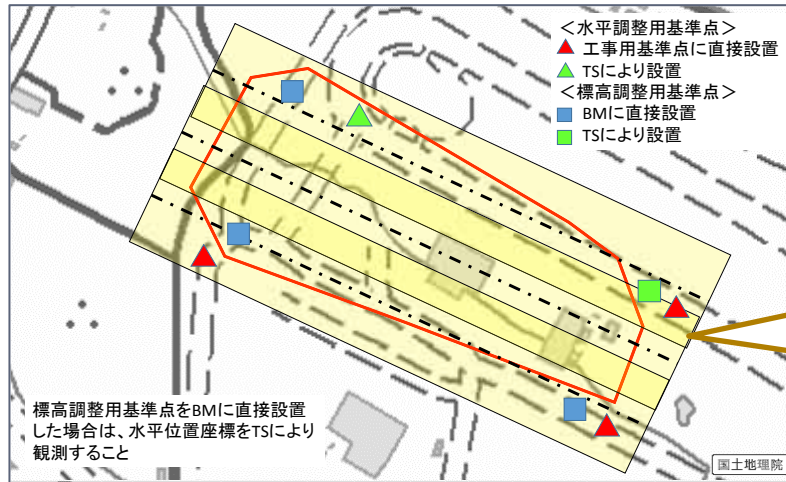 ＜水平調整用基準点＞
工事用基準点に直接設置
TSにより設置
＜標高調整用基準点＞
BMに直接設置
TSにより設置
標高調整用基準点をBMに直接設置
した場合は、水平位置座標をTSにより
観測すること
国土地理院